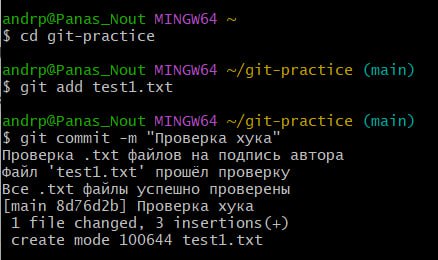 andrp@Panas_Nout MINGW64 ~
$ cd git-practice
andrp@Panas_Nout MINGW64 ~/git-practice (main)
$ git add test1.txt
andrp@Panas_Nout MINGW64 ~/git-practice (main)
$ git commit -m "Проверка хука"
Проверка .txt файлов на подпись автора
Файл 'test1.txt' прошёл проверку
Все .txt файлы успешно проверены
[main 8d76d2b] Проверка хука
 1 file changed, 3 insertions(+)
 create mode 100644 test1.txt